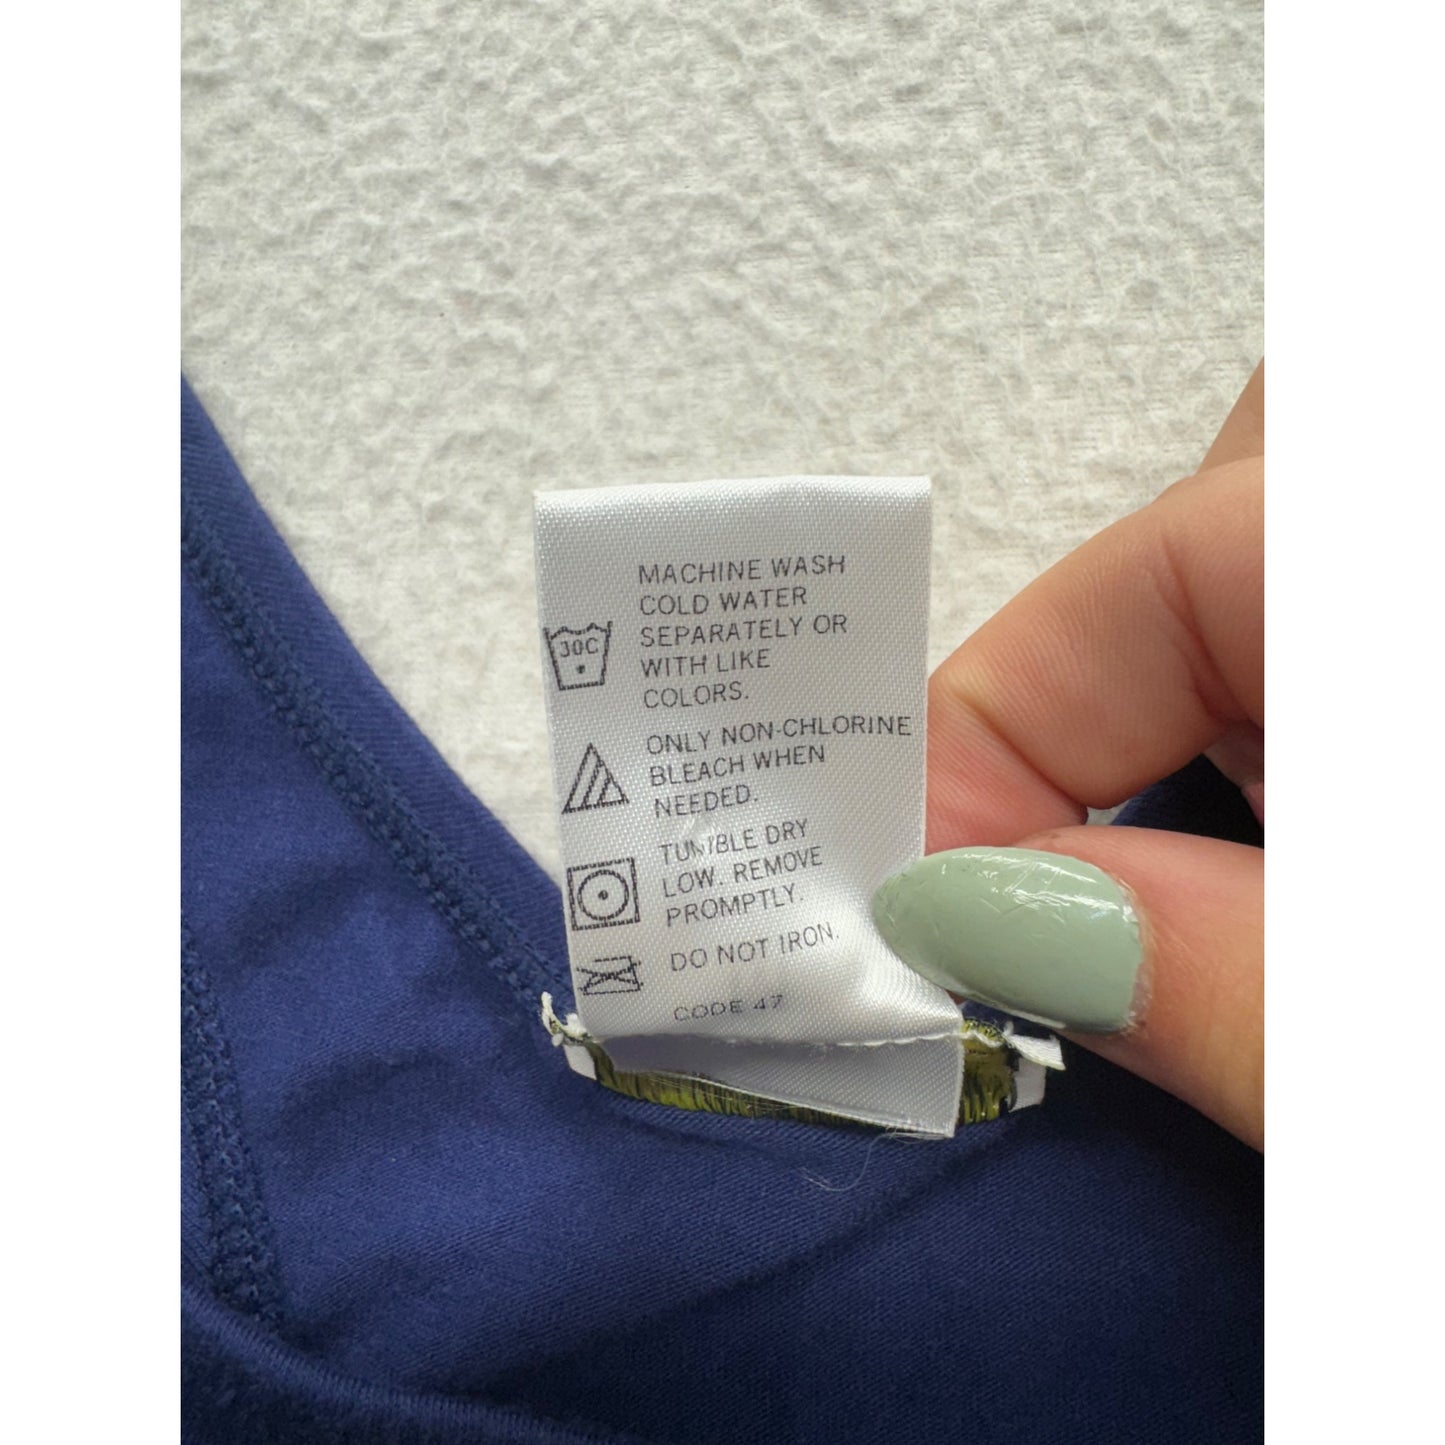 MACHINE WASH
COLD WATER
SEPARATELY OR
WITH LIKE
COLORS.
30C
ONLY NON-CHLORINE
BLEACH WHEN
NEEDED.
TUMBLE DRY
LOW. REMOVE
PROMPTLY.
DO NOT IRON.
CODE 47